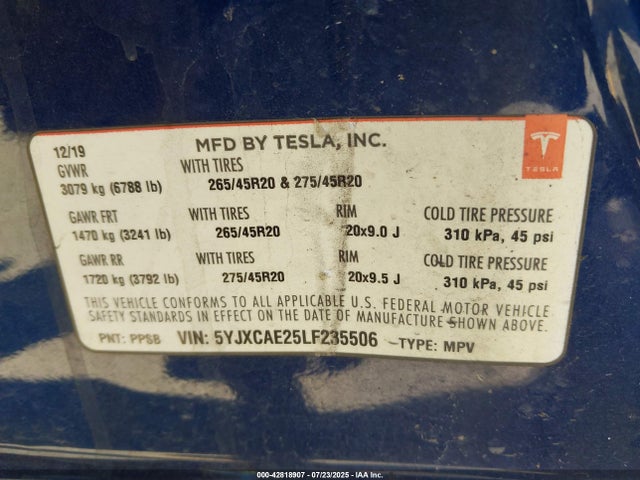 12/19 MFD BY TESLA, INC.
TESLA
GVWR WITH TIRES
3079 kg (6788 lb) 265/45R20 & 275/45R20
GAWR FRT WITH TIRES RIM COLD TIRE PRESSURE
1470 kg (3241 lb) 265/45R20 20x9.0 J 310 kPa, 45 psi
GAWR RR WITH TIRES RIM COLD TIRE PRESSURE
1720 kg (3792 lb) 275/45R20 20x9.5 J 310 kPa, 45 psi
THIS VEHICLE CONFORMS TO ALL APPLICABLE U.S. FEDERAL MOTOR VEHICLE
SAFETY STANDARDS IN EFFECT ON THE DATE OF MANUFACTURE SHOWN ABOVE.
PNT: PPSB VIN: 5YJXCAE25LF235506 TYPE: MPV
000-42818907 - 07/23/2025 - IAA Inc.